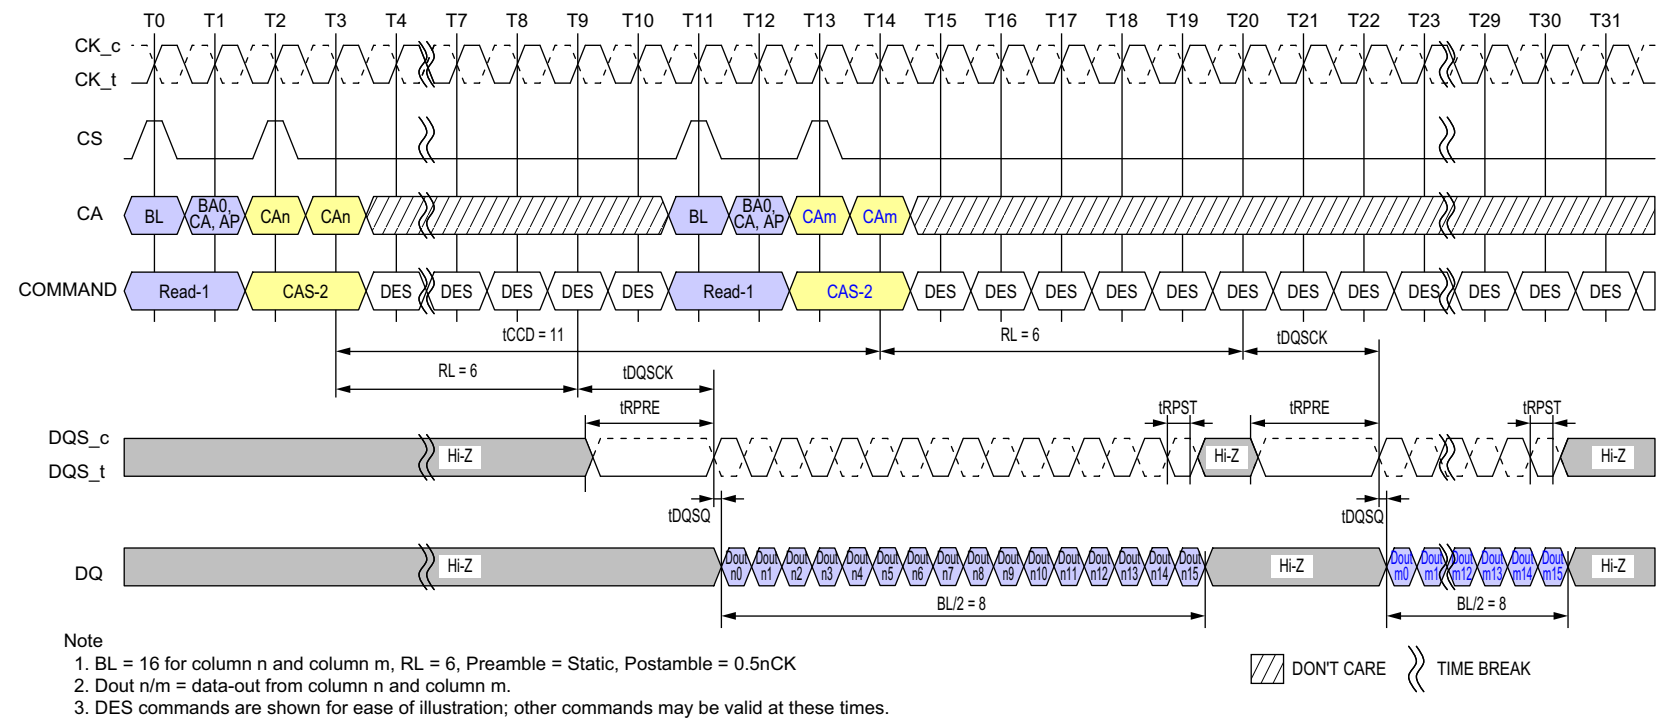 T0 T1 T2 T3 T4 T7 T8 T9 T10 T11 T12 T13 T14 T15 T16 T17 T18 T19 T20 T21 T22 T23 T29 T30 T31
CK_c
CK_t
CS
CA BL BA0, CA, AP CAn CAn BL BA0, CA, AP CAm CAm
COMMAND Read-1 CAS-2 DES DES DES DES DES Read-1 CAS-2 DES DES DES DES DES DES DES DES DES DES DES DES
tCCD = 11 RL = 6 tDQSCK
RL = 6 tDQSCK
tRPRE tRPST tRPRE tRPST
DQS_c
DQS_t
Hi-Z Hi-Z Hi-Z
tDQSQ tDQSQ
DQ Hi-Z Dout n0 Dout n1 Dout n2 Dout n3 Dout n4 Dout n5 Dout n6 Dout n7 Dout n8 Dout n9 Dout n10 Dout n11 Dout n12 Dout n13 Dout n14 Dout n15 Hi-Z Dout m0 Dout m1 Dout m12 Dout m13 Dout m14 Dout m15 Hi-Z
BL/2 = 8 BL/2 = 8
Note
1. BL = 16 for column n and column m, RL = 6, Preamble = Static, Postamble = 0.5nCK
2. Dout n/m = data-out from column n and column m.
3. DES commands are shown for ease of illustration; other commands may be valid at these times.
DON'T CARE TIME BREAK